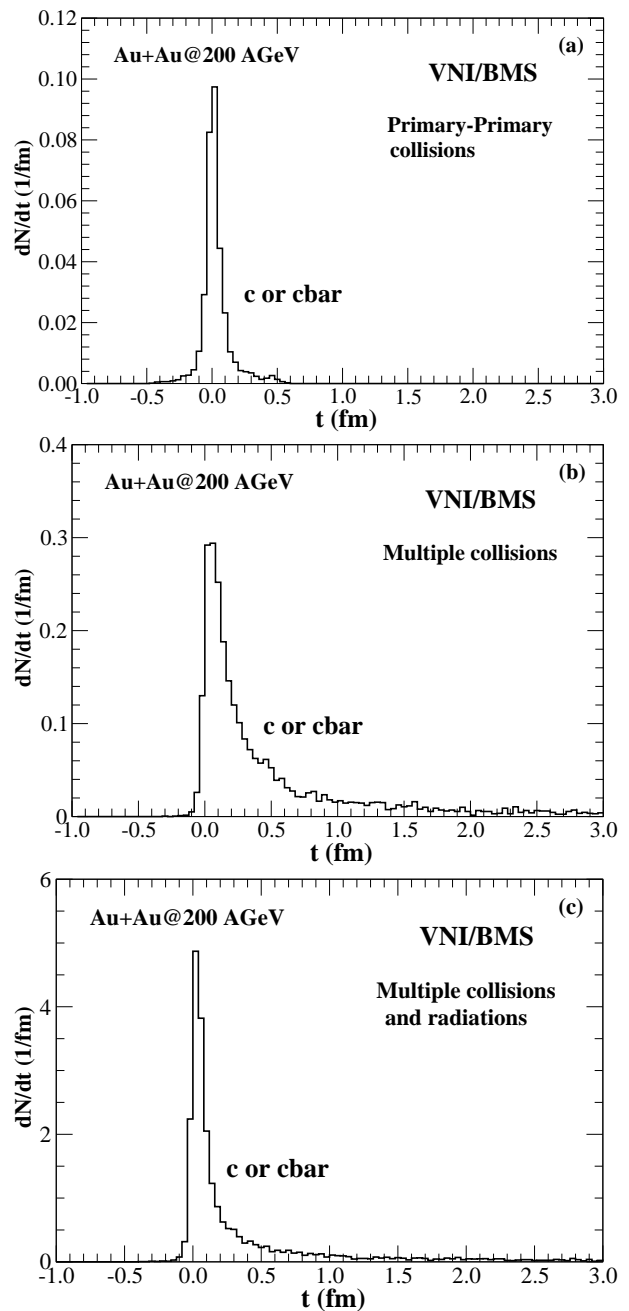 0.12
(a)
Au+Au@200 AGeV
VNI/BMS
0.10
Primary-Primary
collisions
0.08
dN/dt (1/fm)
0.06
0.04
c or cbar
0.02
0.00
-1.0 -0.5 0.0 0.5 1.0 1.5 2.0 2.5 3.0
t (fm)
0.4
(b)
Au+Au@200 AGeV
VNI/BMS
0.3
Multiple collisions
dN/dt (1/fm)
0.2
c or cbar
0.1
0
-1.0 -0.5 0.0 0.5 1.0 1.5 2.0 2.5 3.0
t (fm)
6
(c)
Au+Au@200 AGeV
VNI/BMS
Multiple collisions
and radiations
4
dN/dt (1/fm)
2
c or cbar
0
-1.0 -0.5 0.0 0.5 1.0 1.5 2.0 2.5 3.0
t (fm)